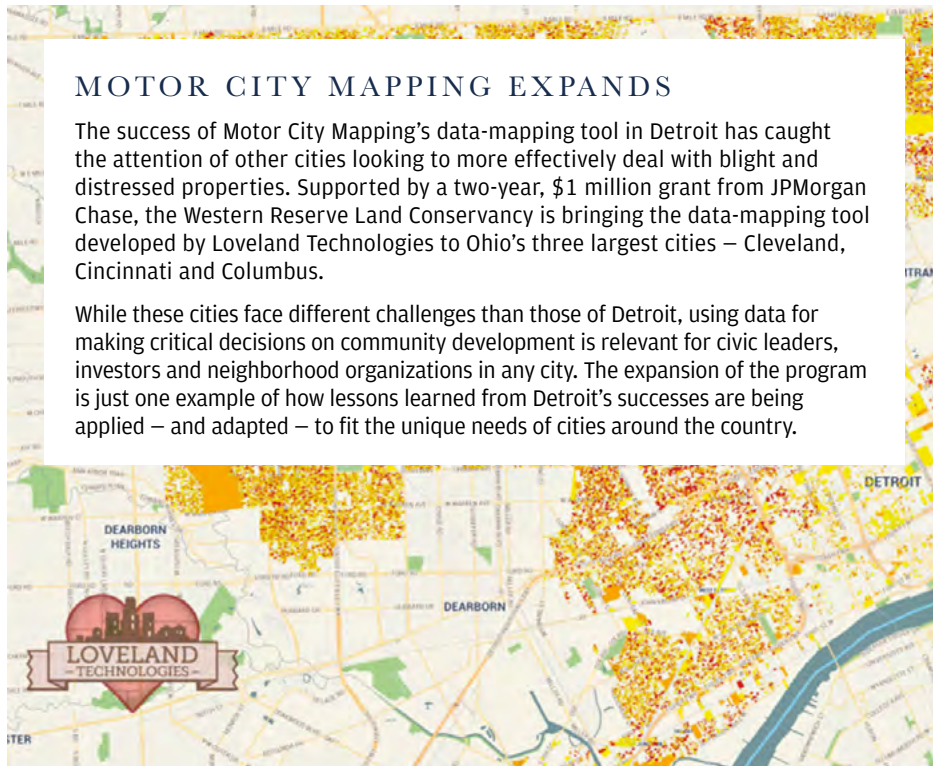 MOTOR CITY MAPPING EXPANDS
The success of Motor City Mapping’s data-mapping tool in Detroit has caught
the attention of other cities looking to more effectively deal with blight and
distressed properties. Supported by a two-year, $1 million grant from JPMorgan
Chase, the Western Reserve Land Conservancy is bringing the data-mapping tool
developed by Loveland Technologies to Ohio’s three largest cities – Cleveland,
Cincinnati and Columbus.
While these cities face different challenges than those of Detroit, using data for
making critical decisions on community development is relevant for civic leaders,
investors and neighborhood organizations in any city. The expansion of the program
is just one example of how lessons learned from Detroit’s successes are being
applied – and adapted – to fit the unique needs of cities around the country.
DETROIT
DEARBORN
HEIGHTS
DEARBORN
LOVELAND
–TECHNOLOGIES–